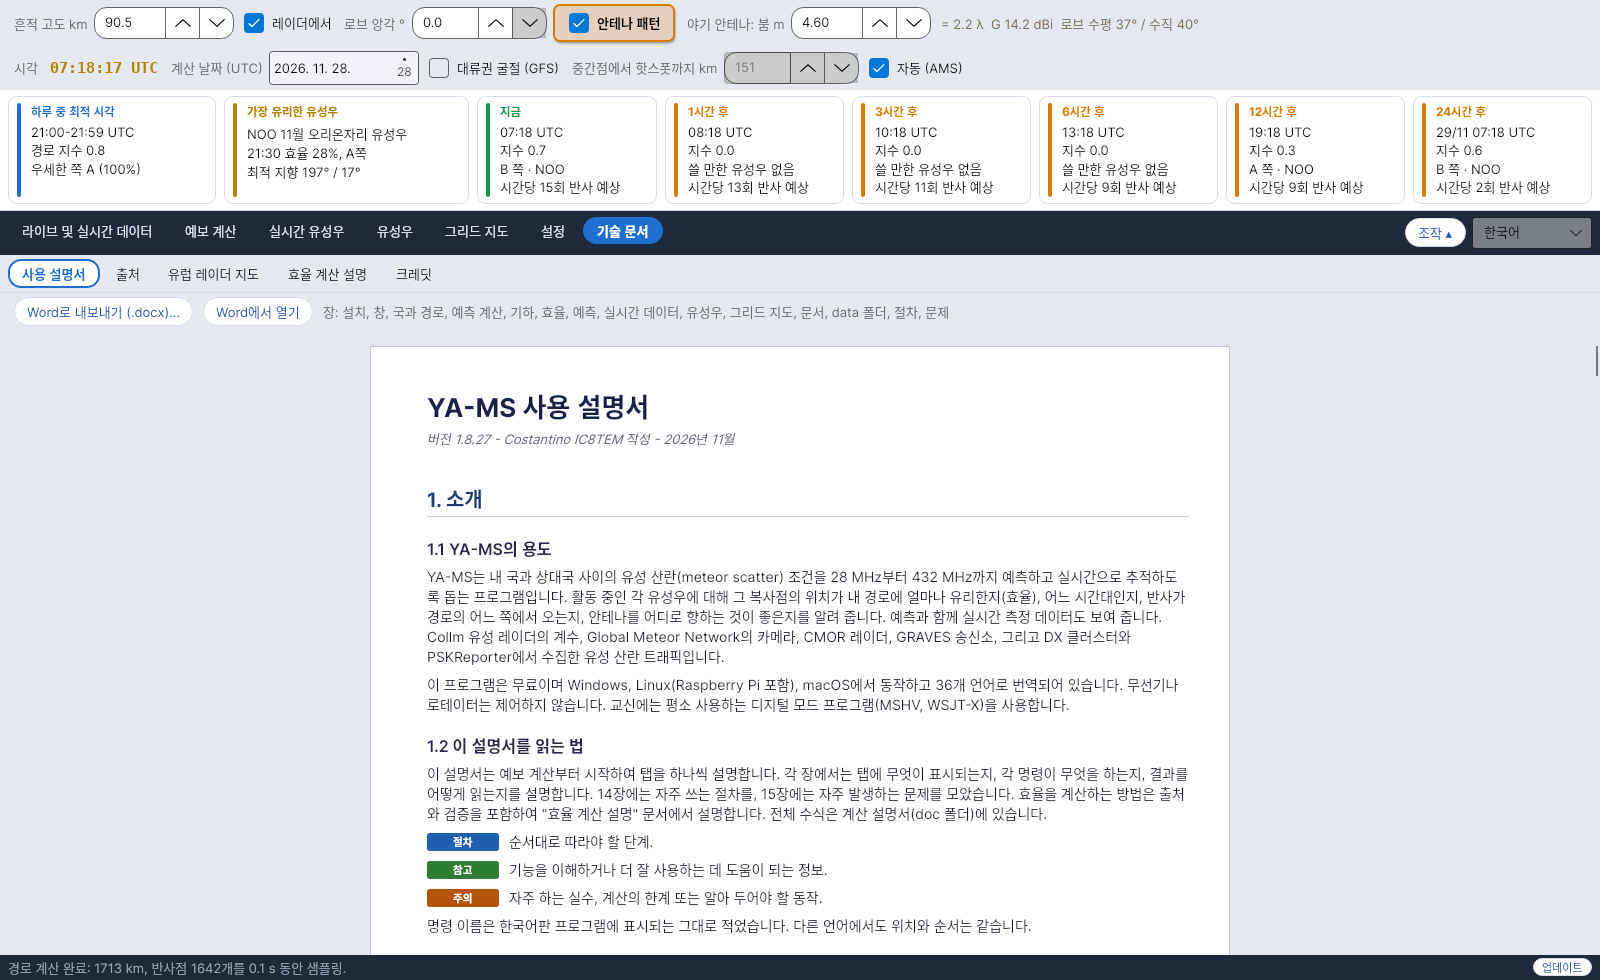 흔적 고도 km 90.5 레이더에서 로브 앙각 ° 0.0 안테나 패턴 야기 안테나: 붐 m 4.60 = 2.2 λ G 14.2 dBi 로브 수평 37° / 수직 40°
시각 07:18:17 UTC 계산 날짜 (UTC) 2026. 11. 28. 28 대류권 굴절 (GFS) 중간점에서 핫스폿까지 km 151 자동 (AMS)
하루 중 최적 시각
21:00-21:59 UTC
경로 지수 0.8
우세한 쪽 A (100%)
가장 유리한 유성우
NOO 11월 오리온자리 유성우
21:30 효율 28%, A쪽
최적 지향 197° / 17°
지금
07:18 UTC
지수 0.7
B 쪽 · NOO
시간당 15회 반사 예상
1시간 후
08:18 UTC
지수 0.0
쓸 만한 유성우 없음
시간당 13회 반사 예상
3시간 후
10:18 UTC
지수 0.0
쓸 만한 유성우 없음
시간당 11회 반사 예상
6시간 후
13:18 UTC
지수 0.0
쓸 만한 유성우 없음
시간당 9회 반사 예상
12시간 후
19:18 UTC
지수 0.3
A 쪽 · NOO
시간당 9회 반사 예상
24시간 후
29/11 07:18 UTC
지수 0.6
B 쪽 · NOO
시간당 2회 반사 예상
라이브 및 실시간 데이터 예보 계산 실시간 유성우 유성우 그리드 지도 설정 기술 문서 조작 ▴ 한국어
사용 설명서 출처 유럽 레이더 지도 효율 계산 설명 크레딧
Word로 내보내기 (.docx)... Word에서 열기 장: 설치, 창, 국과 경로, 예측 계산, 기하, 효율, 예측, 실시간 데이터, 유성우, 그리드 지도, 문서, data 폴더, 절차, 문제
YA-MS 사용 설명서
버전 1.8.27 - Costantino IC8TEM 작성 - 2026년 11월
1. 소개
1.1 YA-MS의 용도
YA-MS는 내 국과 상대국 사이의 유성 산란(meteor scatter) 조건을 28 MHz부터 432 MHz까지 예측하고 실시간으로 추적하도
록 돕는 프로그램입니다. 활동 중인 각 유성우에 대해 그 복사점의 위치가 내 경로에 얼마나 유리한지(효율), 어느 시간대인지, 반사가
경로의 어느 쪽에서 오는지, 안테나를 어디로 향하는 것이 좋은지를 알려 줍니다. 예측과 함께 실시간 측정 데이터도 보여 줍니다.
Collm 유성 레이더의 계수, Global Meteor Network의 카메라, CMOR 레이더, GRAVES 송신소, 그리고 DX 클러스터와
PSKReporter에서 수집한 유성 산란 트래픽입니다.
이 프로그램은 무료이며 Windows, Linux(Raspberry Pi 포함), macOS에서 동작하고 36개 언어로 번역되어 있습니다. 무선기나
로테이터는 제어하지 않습니다. 교신에는 평소 사용하는 디지털 모드 프로그램(MSHV, WSJT-X)을 사용합니다.
1.2 이 설명서를 읽는 법
이 설명서는 예보 계산부터 시작하여 탭을 하나씩 설명합니다. 각 장에서는 탭에 무엇이 표시되는지, 각 명령이 무엇을 하는지, 결과를
어떻게 읽는지를 설명합니다. 14장에는 자주 쓰는 절차를, 15장에는 자주 발생하는 문제를 모았습니다. 효율을 계산하는 방법은 출처
와 검증을 포함하여 "효율 계산 설명" 문서에서 설명합니다. 전체 수식은 계산 설명서(doc 폴더)에 있습니다.
절차 순서대로 따라야 할 단계.
참고 기능을 이해하거나 더 잘 사용하는 데 도움이 되는 정보.
주의 자주 하는 실수, 계산의 한계 또는 알아 두어야 할 동작.
명령 이름은 한국어판 프로그램에 표시되는 그대로 적었습니다. 다른 언어에서도 위치와 순서는 같습니다.
경로 계산 완료: 1713 km, 반사점 1642개를 0.1 s 동안 샘플링. 업데이트